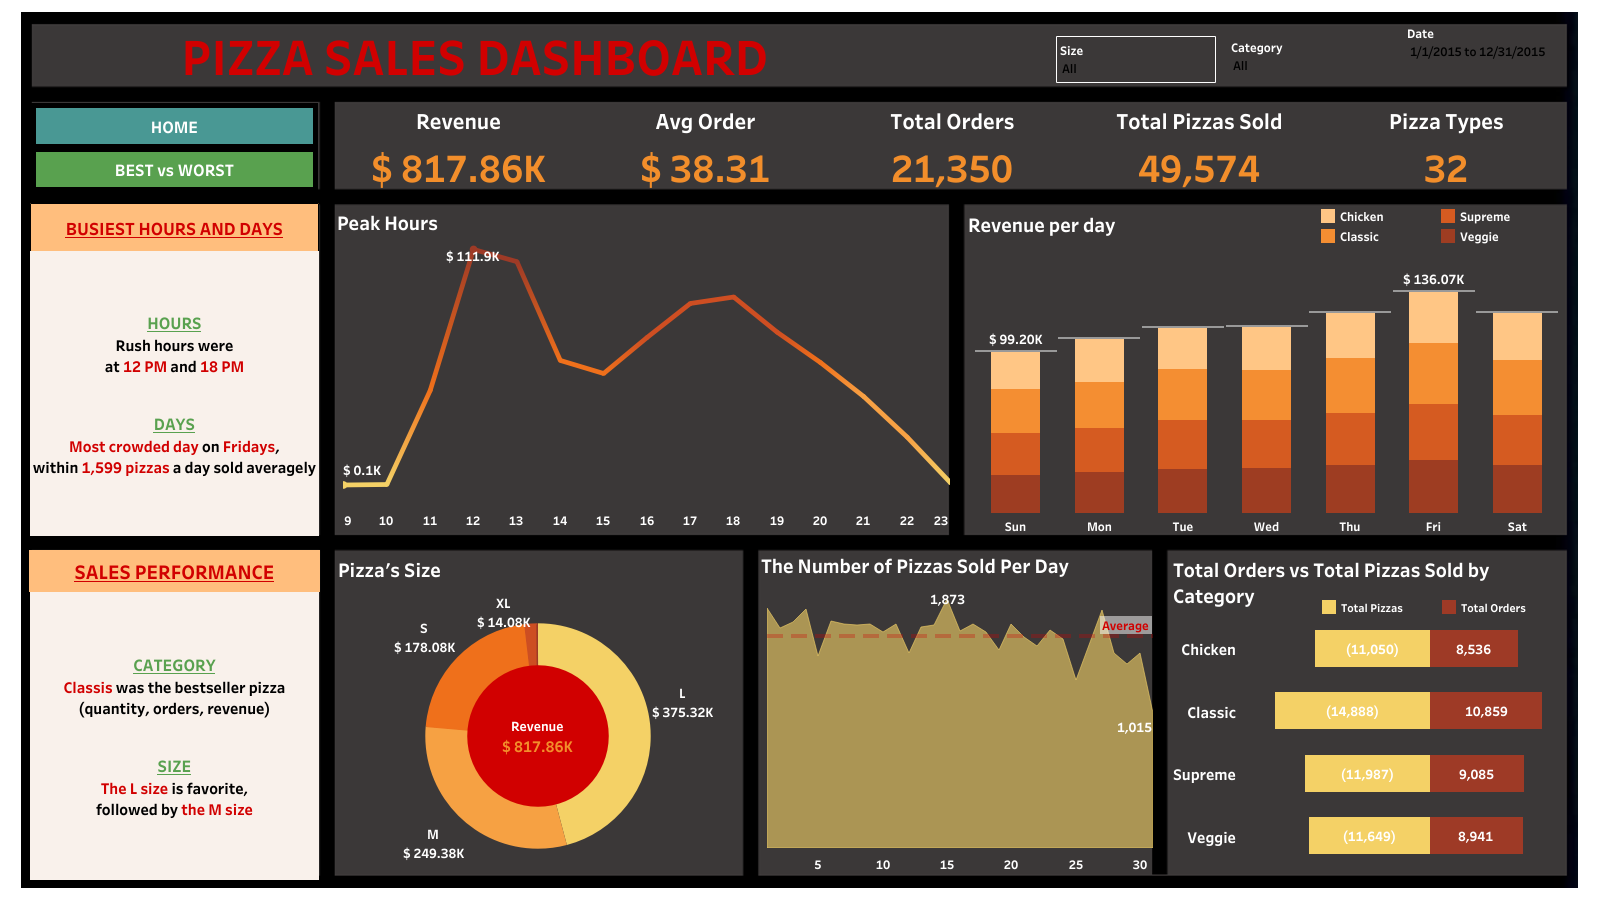 PIZZA SALES DASHBOARD
Size
All
Category
All
Date
1/1/2015 to 12/31/2015
HOME
BEST vs WORST
Revenue
$ 817.86K
Avg Order
$ 38.31
Total Orders
21,350
Total Pizzas Sold
49,574
Pizza Types
32
BUSIEST HOURS AND DAYS
HOURS
Rush hours were
at 12 PM and 18 PM
DAYS
Most crowded day on Fridays,
within 1,599 pizzas a day sold averagely
Peak Hours
$ 111.9K
$ 0.1K
9 10 11 12 13 14 15 16 17 18 19 20 21 22 23
Revenue per day
Chicken Supreme
Classic Veggie
$ 136.07K
$ 99.20K
Sun Mon Tue Wed Thu Fri Sat
SALES PERFORMANCE
CATEGORY
Classis was the bestseller pizza
(quantity, orders, revenue)
SIZE
The L size is favorite,
followed by the M size
Pizza's Size
XL
$ 14.08K
S
$ 178.08K
L
$ 375.32K
Revenue
$ 817.86K
M
$ 249.38K
The Number of Pizzas Sold Per Day
1,873
Average
1,015
5 10 15 20 25 30
Total Orders vs Total Pizzas Sold by
Category
Total Pizzas Total Orders
Chicken (11,050) 8,536
Classic (14,888) 10,859
Supreme (11,987) 9,085
Veggie (11,649) 8,941